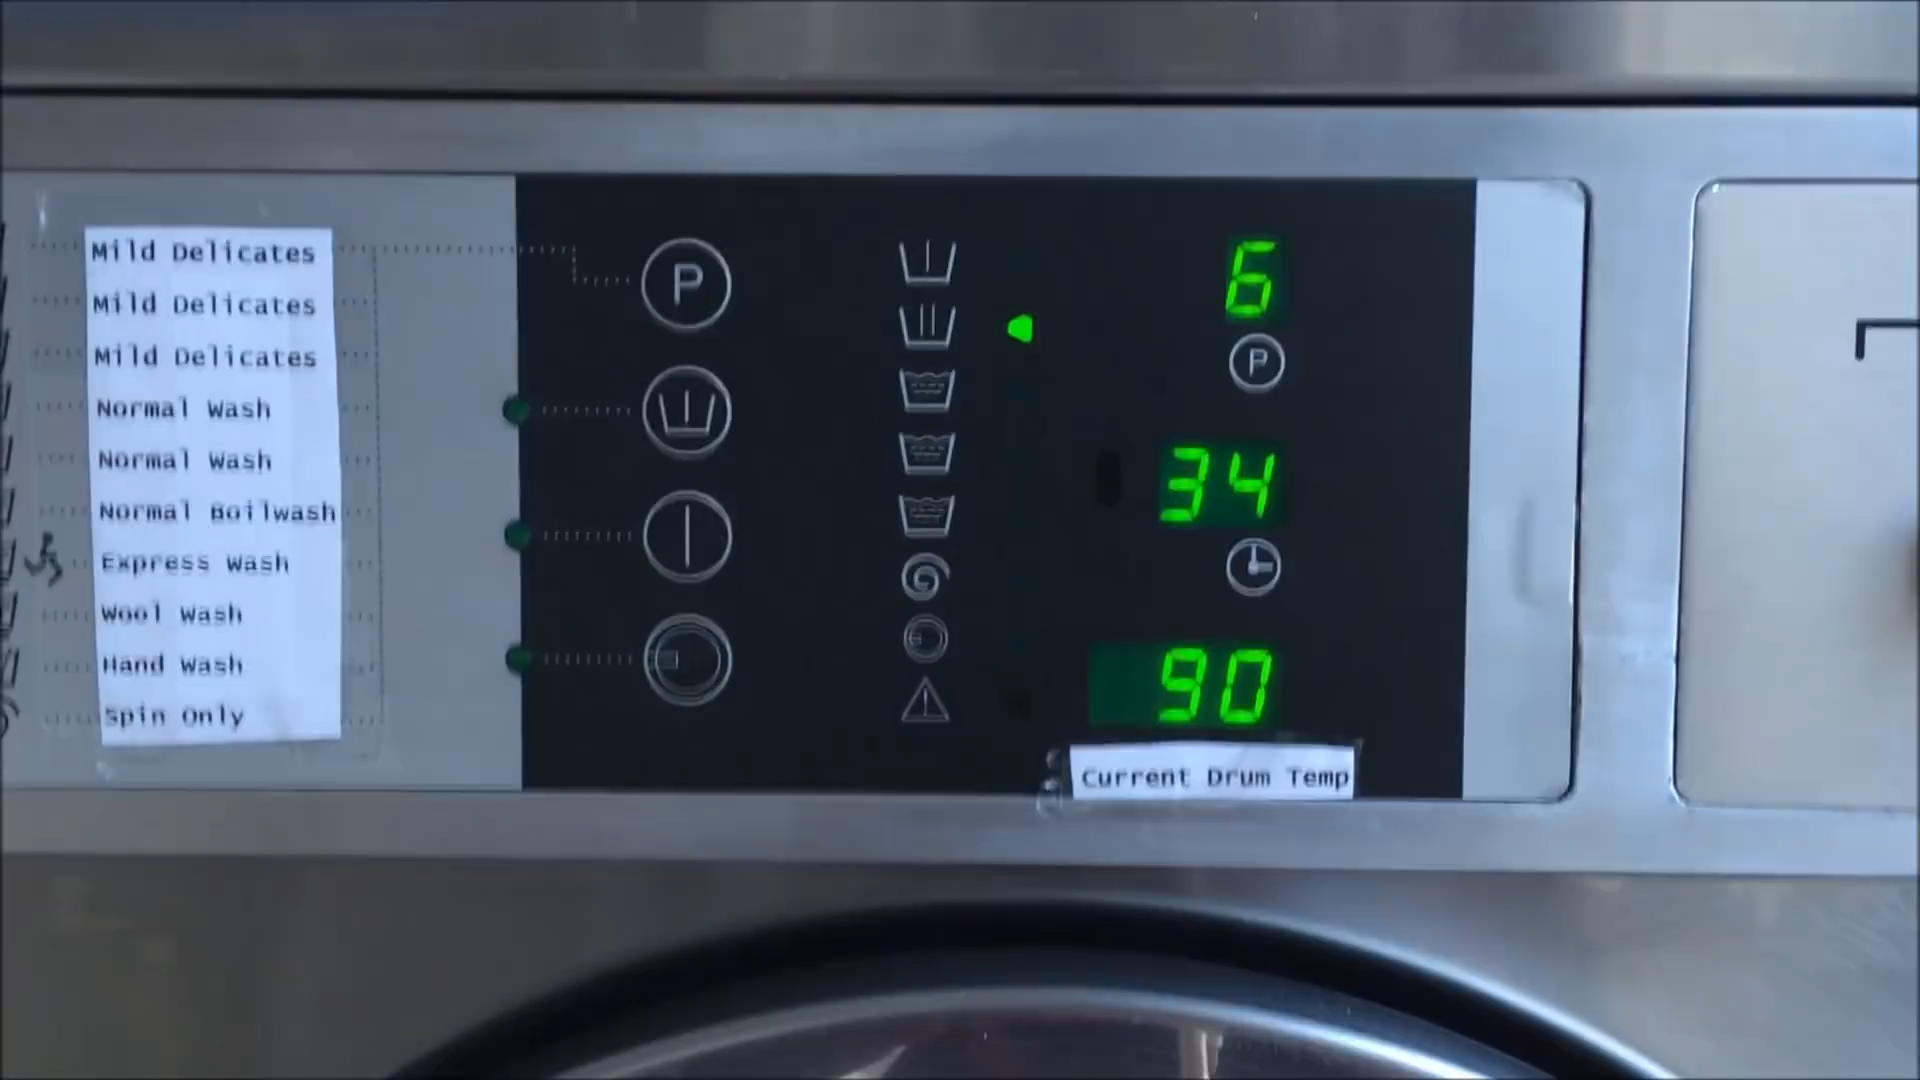 Mild Delicates
Mild Delicates
Mild Delicates
Normal Wash
Normal Wash
Normal Boilwash
Express Wash
Wool Wash
Hand Wash
Spin Only
P
6
P
34
90
Current Drum Temp